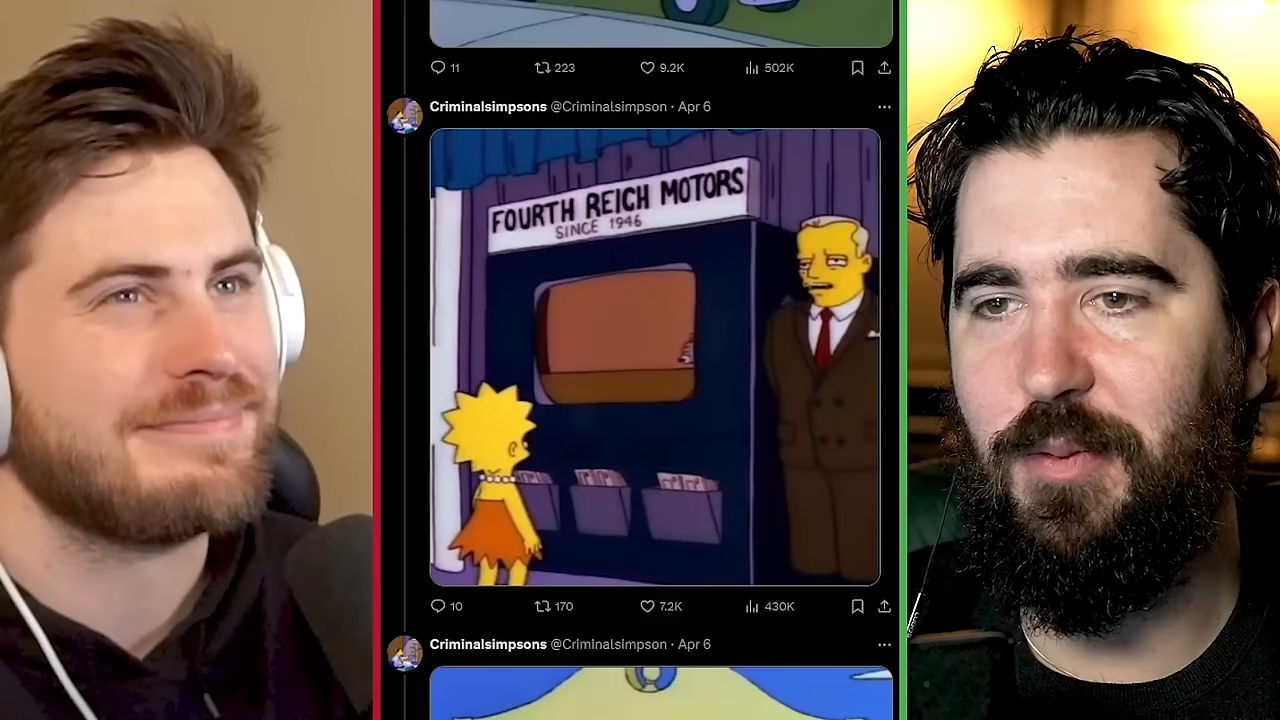 11 223 9.2K 502K
Criminalsimpsons @Criminalsimpson · Apr 6
FOURTH REICH MOTORS
SINCE 1946
10 170 7.2K 430K
Criminalsimpsons @Criminalsimpson · Apr 6